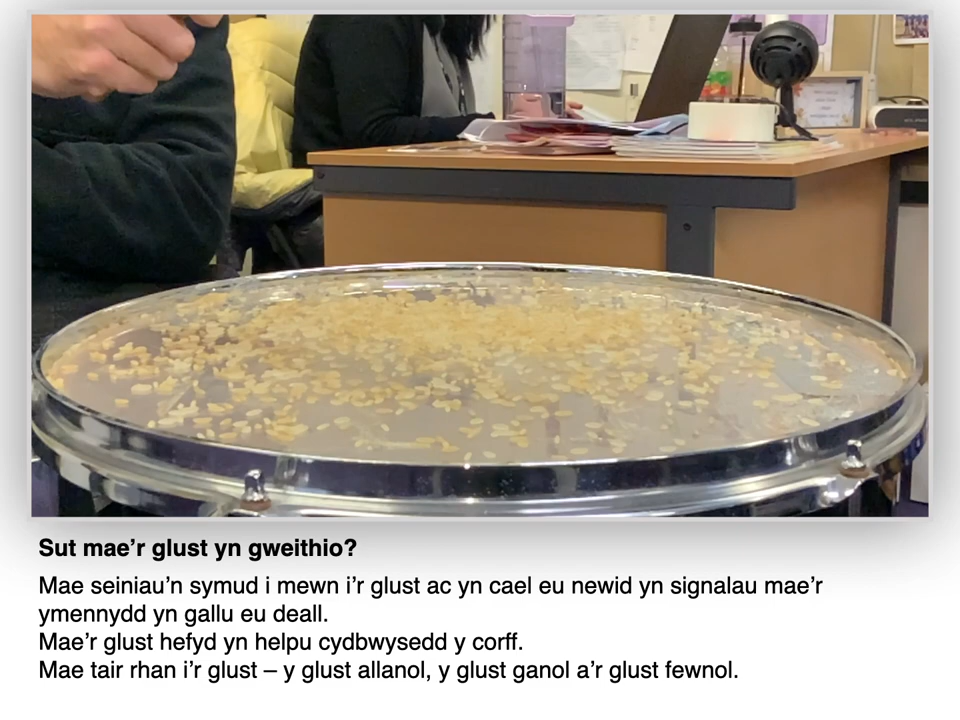 Sut mae’r glust yn gweithio?
Mae seiniau’n symud i mewn i’r glust ac yn cael eu newid yn signalau mae’r
ymennydd yn gallu eu deall.
Mae’r glust hefyd yn helpu cydbwysedd y corff.
Mae tair rhan i’r glust – y glust allanol, y glust ganol a’r glust fewnol.